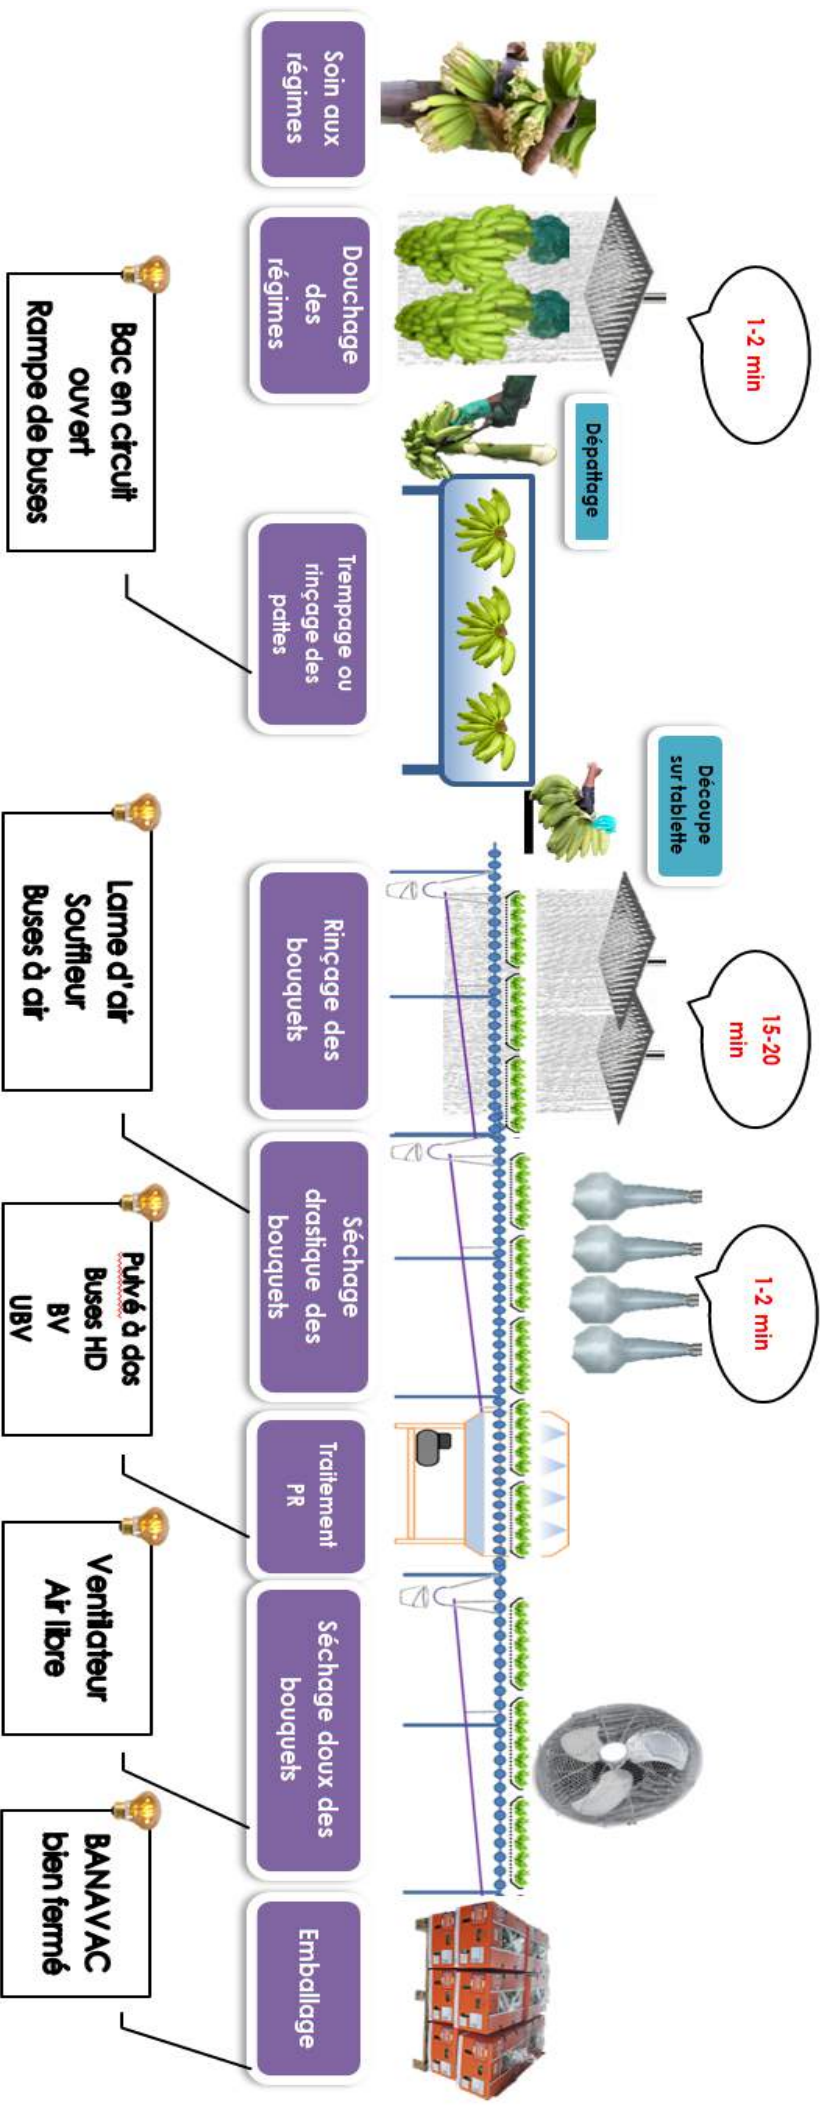 1-2 min
15-20
min
1-2 min
Dépattage
Découpe
sur tablette
Soin aux
régimes
Douchage
des
régimes
Trempage ou
rinçage des
pattes
Rinçage des
bouquets
Séchage
drastique des
bouquets
Traitement
PR
Séchage doux des
bouquets
Emballage
Bac en circuit
ouvert
Rampe de buses
Lame d'air
Souffleur
Buses à air
Pulvé à dos
Buses HD
BV
UBV
Ventilateur
Air libre
BANAVAC
bien fermé